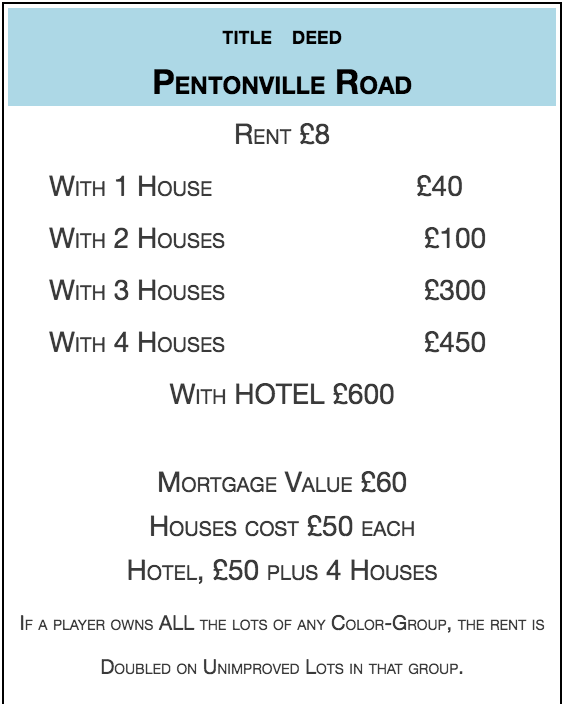 TITLE DEED
PENTONVILLE ROAD
RENT £8
WITH 1 HOUSE £40
WITH 2 HOUSES £100
WITH 3 HOUSES £300
WITH 4 HOUSES £450
WITH HOTEL £600
MORTGAGE VALUE £60
HOUSES COST £50 EACH
HOTEL, £50 PLUS 4 HOUSES
IF A PLAYER OWNS ALL THE LOTS OF ANY COLOR-GROUP, THE RENT IS
DOUBLED ON UNIMPROVED LOTS IN THAT GROUP.